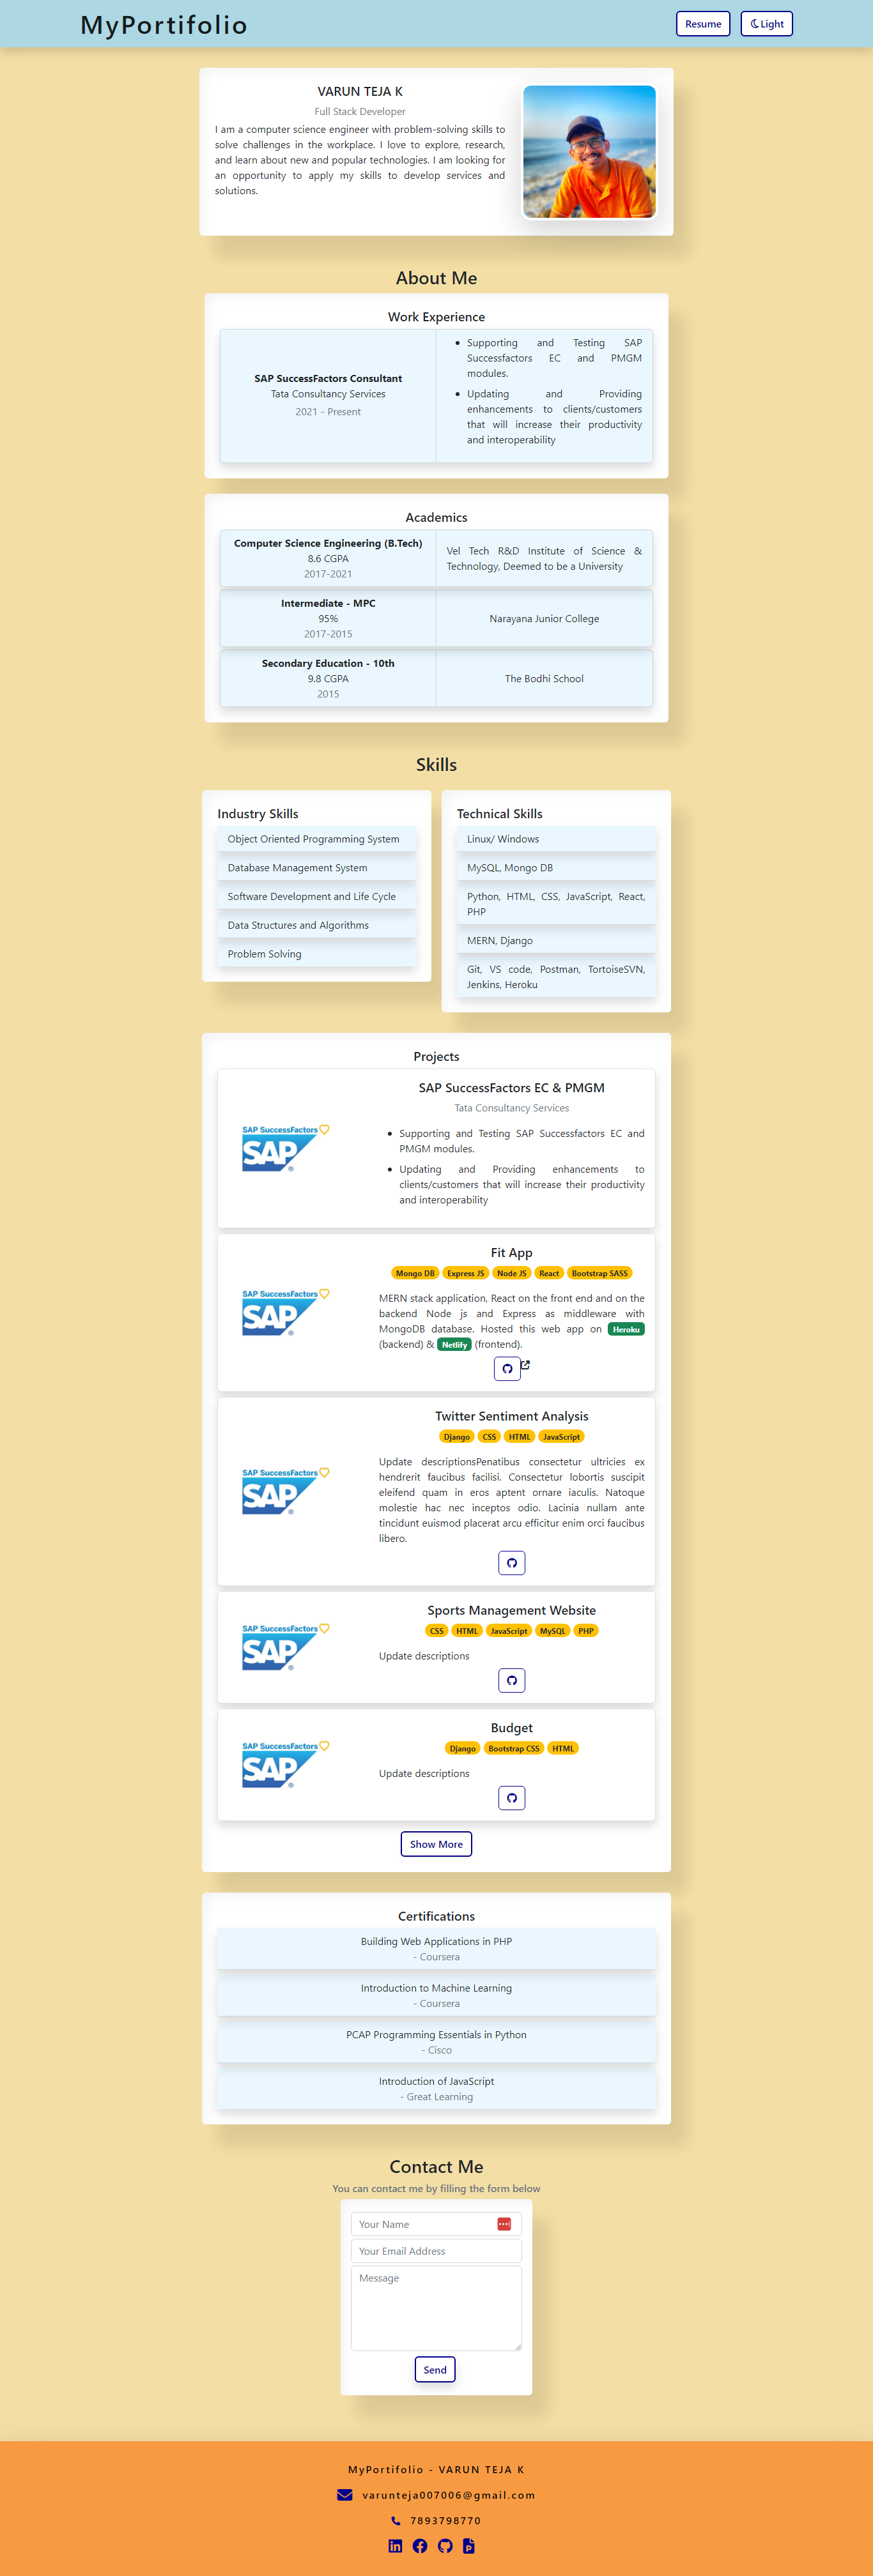 MyPortifolio
Resume
Light
VARUN TEJA K
Full Stack Developer
I am a computer science engineer with problem-solving skills to
solve challenges in the workplace. I love to explore, research,
and learn about new and popular technologies. I am looking for
an opportunity to apply my skills to develop services and
solutions.
About Me
Work Experience
SAP SuccessFactors Consultant
Tata Consultancy Services
2021 - Present
Supporting and Testing SAP
Successfactors EC and PMGM
modules.
Updating and Providing
enhancements to clients/customers
that will increase their productivity
and interoperability
Academics
Computer Science Engineering (B.Tech)
8.6 CGPA
2017-2021
Vel Tech R&D Institute of Science &
Technology, Deemed to be a University
Intermediate - MPC
95%
2017-2015
Narayana Junior College
Secondary Education - 10th
9.8 CGPA
2015
The Bodhi School
Skills
Industry Skills
Object Oriented Programming System
Database Management System
Software Development and Life Cycle
Data Structures and Algorithms
Problem Solving
Technical Skills
Linux/ Windows
MySQL, Mongo DB
Python, HTML, CSS, JavaScript, React,
PHP
MERN, Django
Git, VS code, Postman, TortoiseSVN,
Jenkins, Heroku
Projects
SAP SuccessFactors
SAP®
SAP SuccessFactors EC & PMGM
Tata Consultancy Services
Supporting and Testing SAP Successfactors EC and
PMGM modules.
Updating and Providing enhancements to
clients/customers that will increase their productivity
and interoperability
SAP SuccessFactors
SAP®
Fit App
Mongo DB Express JS Node JS React Bootstrap SASS
MERN stack application, React on the front end and on the
backend Node js and Express as middleware with
MongoDB database. Hosted this web app on Heroku
(backend) & Netlify (frontend).
SAP SuccessFactors
SAP®
Twitter Sentiment Analysis
Django CSS HTML JavaScript
Update descriptionsPenatibus consectetur ultricies ex
hendrerit faucibus facilisi. Consectetur lobortis suscipit
eleifend quam in eros aptent ornare iaculis. Natoque
molestie hac nec inceptos odio. Lacinia nullam ante
tincidunt euismod placerat arcu efficitur enim orci faucibus
libero.
SAP SuccessFactors
SAP®
Sports Management Website
CSS HTML JavaScript MySQL PHP
Update descriptions
SAP SuccessFactors
SAP®
Budget
Django Bootstrap CSS HTML
Update descriptions
Show More
Certifications
Building Web Applications in PHP
- Coursera
Introduction to Machine Learning
- Coursera
PCAP Programming Essentials in Python
- Cisco
Introduction of JavaScript
- Great Learning
Contact Me
You can contact me by filling the form below
Your Name
Your Email Address
Message
Send
MyPortifolio - VARUN TEJA K
varunteja007006@gmail.com
7893798770